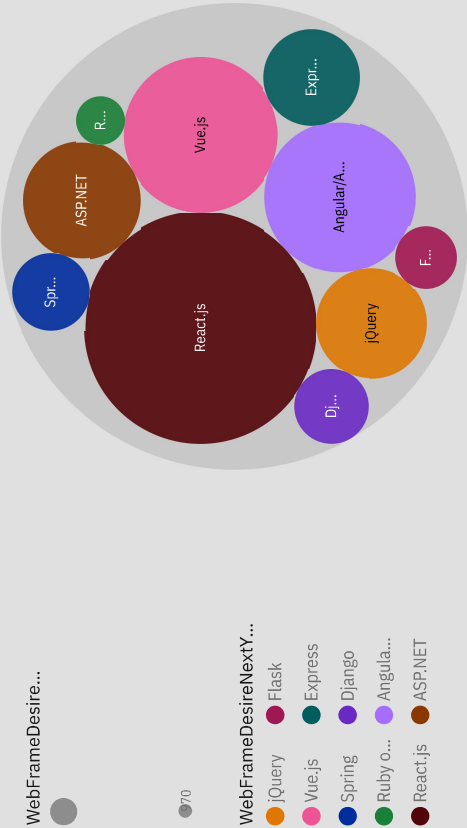 WebFrameDesire...
970
WebFrameDesireNextY...
jQuery
Flask
Vue.js
Express
Spring
Django
Ruby o...
Angula...
React.js
ASP.NET
Spr...
ASP.NET
R...
React.js
Vue.js
Expr...
Angular/A...
Dj...
jQuery
F...